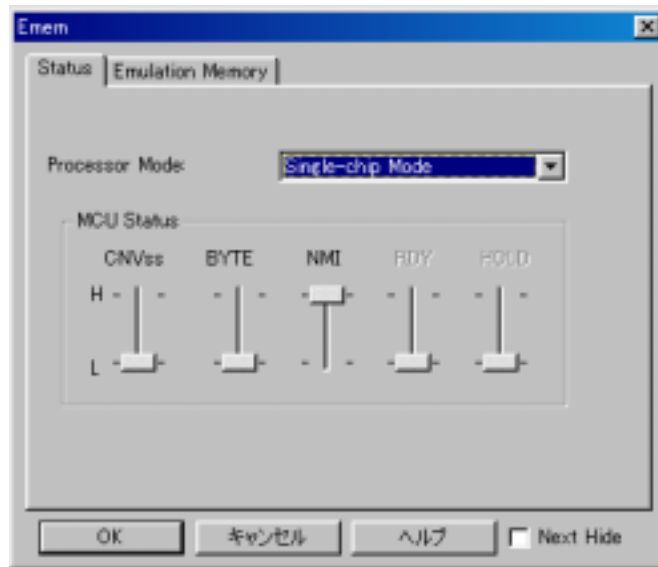 Emem
Status Emulation Memory
Processor Mode: Single-chip Mode
MCU Status
CNVss BYTE NMI RDY HOLD
H
L
OK キャンセル ヘルプ Next Hide